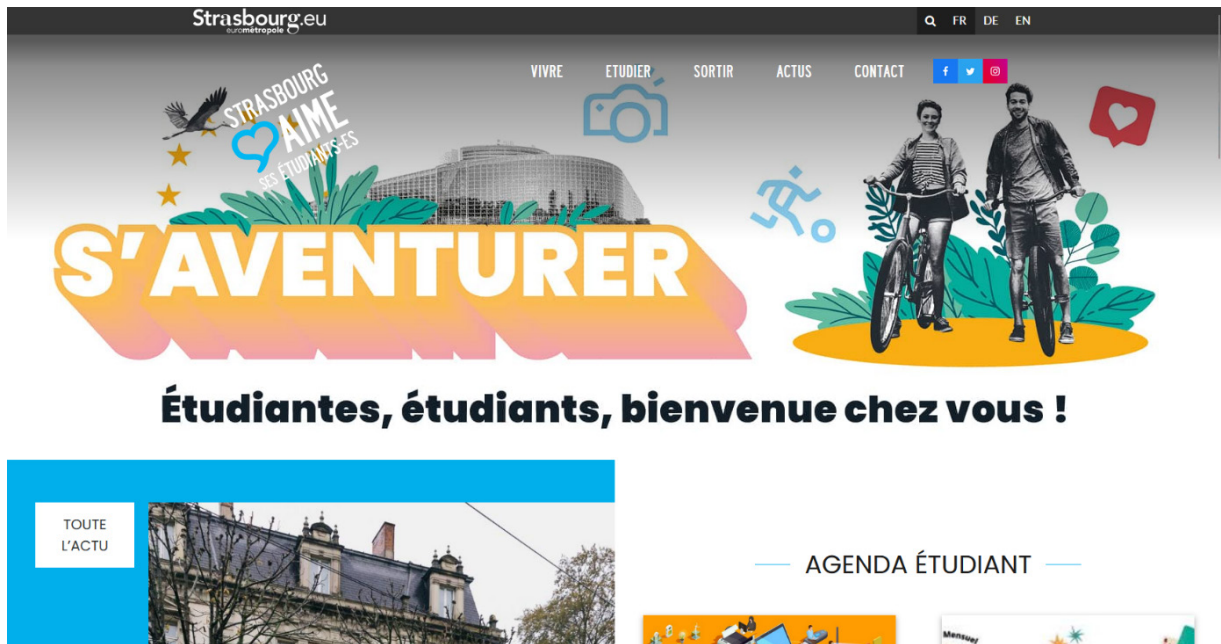 Strasbourg.eu
eurométropole
FR DE EN
VIVRE ETUDIER SORTIR ACTUS CONTACT
STRASBOURG
AIME
SES ÉTUDIANTS·ES
S'AVENTURER
Étudiantes, étudiants, bienvenue chez vous !
TOUTE
L'ACTU
AGENDA ÉTUDIANT
Mensuel